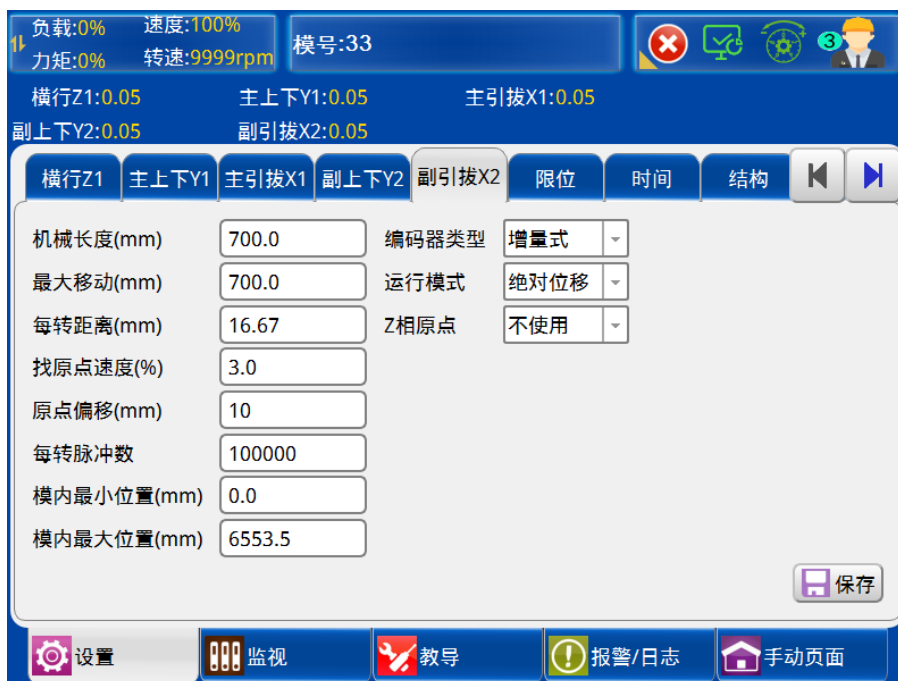 负载:0% 速度:100%
力矩:0% 转速:9999rpm
模号:33
3
横行Z1:0.05 主上下Y1:0.05 主引拔X1:0.05
副上下Y2:0.05 副引拔X2:0.05
横行Z1 主上下Y1 主引拔X1 副上下Y2 副引拔X2 限位 时间 结构
机械长度(mm) 700.0 编码器类型 增量式
最大移动(mm) 700.0 运行模式 绝对位移
每转距离(mm) 16.67 Z相原点 不使用
找原点速度(%) 3.0
原点偏移(mm) 10
每转脉冲数 100000
模内最小位置(mm) 0.0
模内最大位置(mm) 6553.5
保存
设置 监视 教导 报警/日志 手动页面